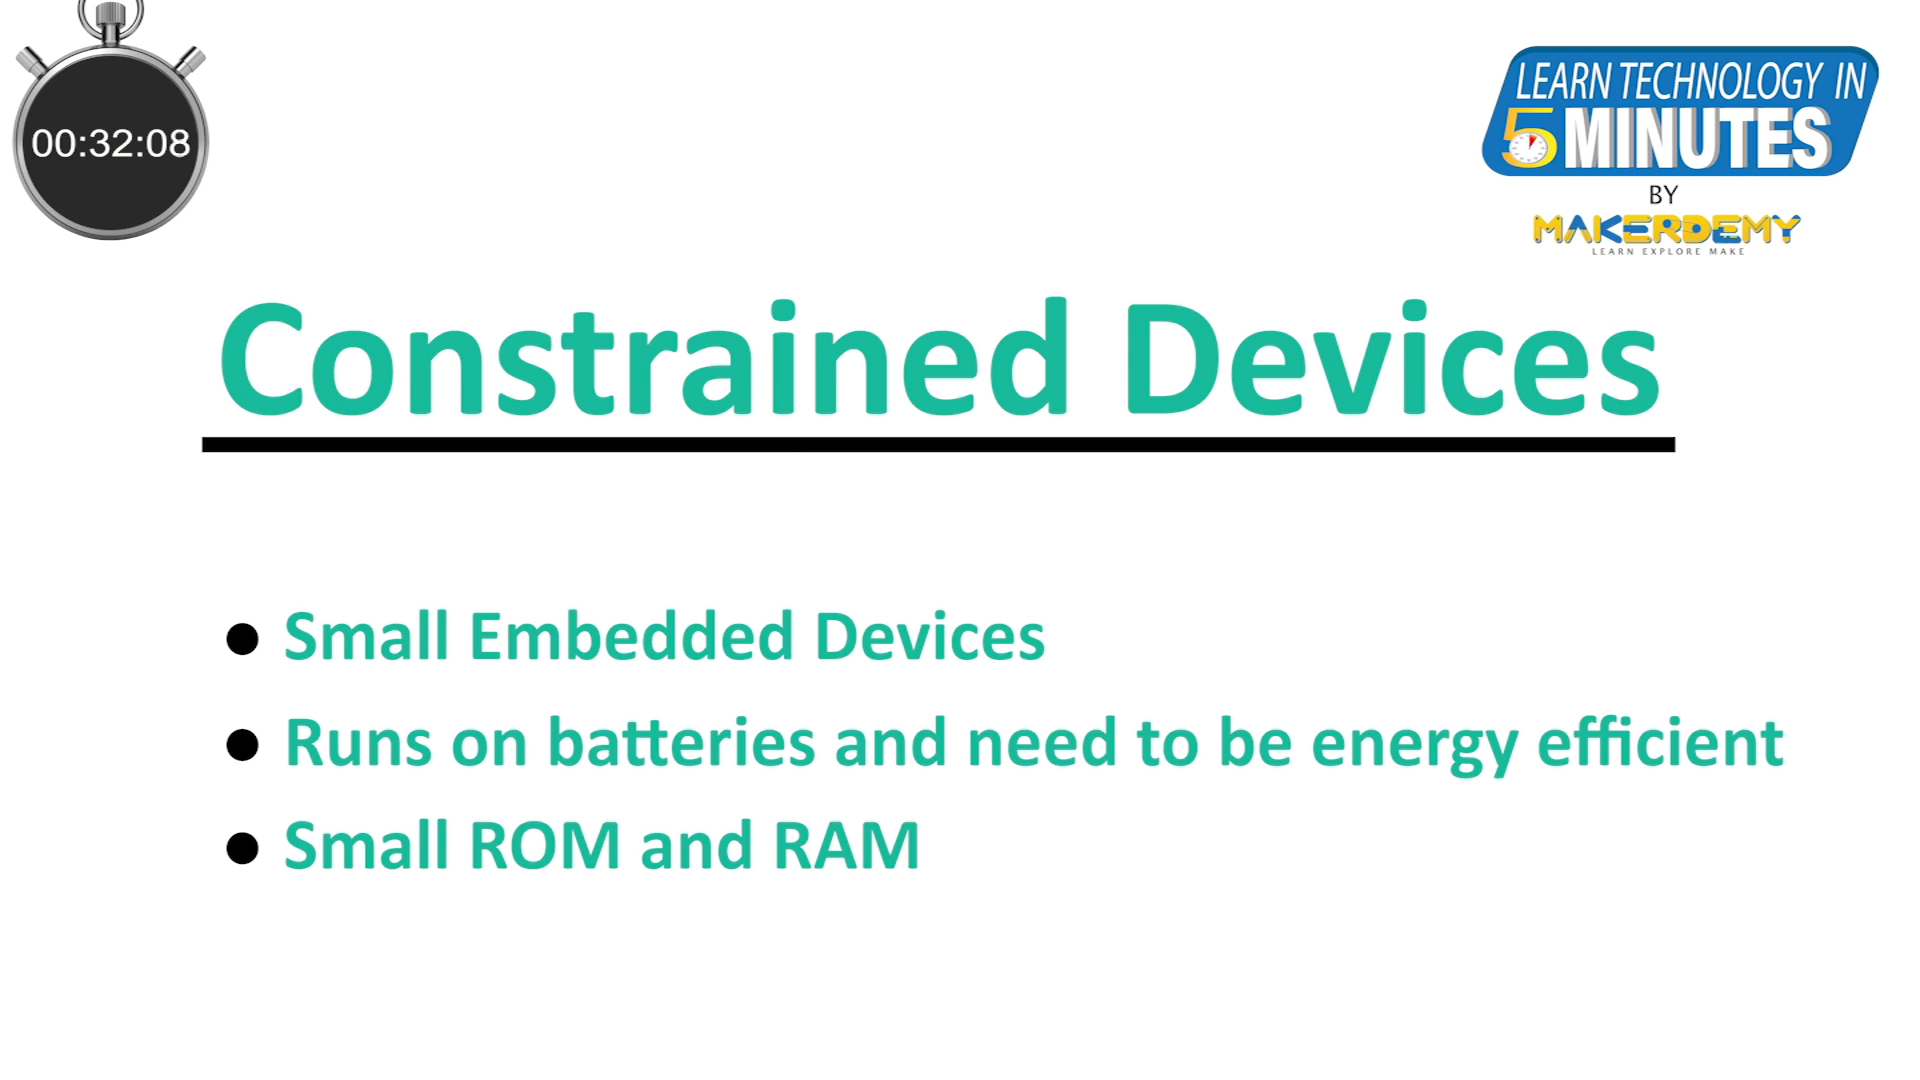 00:32:08
LEARN TECHNOLOGY IN
5 MINUTES
BY
MAKERDEMY
LEARN EXPLORE MAKE
Constrained Devices
● Small Embedded Devices
● Runs on batteries and need to be energy efficient
● Small ROM and RAM